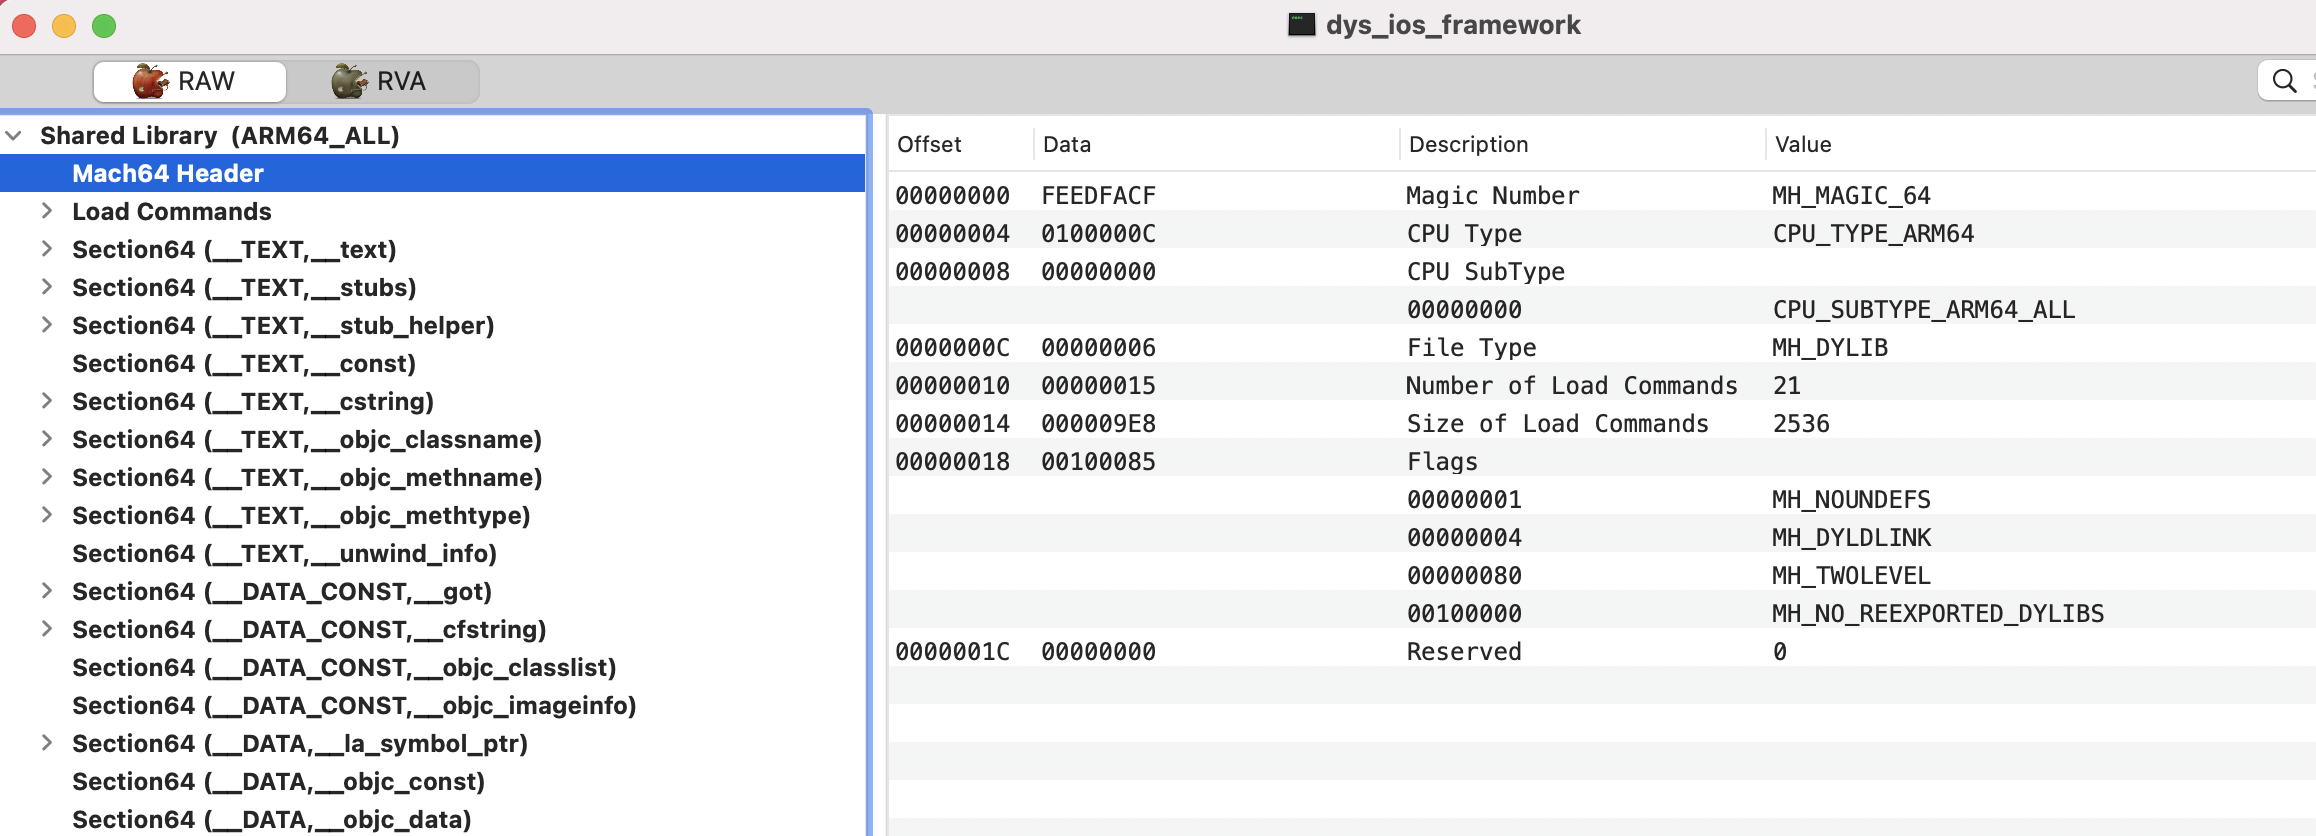 dys_ios_framework
RAW
RVA
Shared Library (ARM64_ALL)
Mach64 Header
Load Commands
Section64 (__TEXT,__text)
Section64 (__TEXT,__stubs)
Section64 (__TEXT,__stub_helper)
Section64 (__TEXT,__const)
Section64 (__TEXT,__cstring)
Section64 (__TEXT,__objc_classname)
Section64 (__TEXT,__objc_methname)
Section64 (__TEXT,__objc_methtype)
Section64 (__TEXT,__unwind_info)
Section64 (__DATA_CONST,__got)
Section64 (__DATA_CONST,__cfstring)
Section64 (__DATA_CONST,__objc_classlist)
Section64 (__DATA_CONST,__objc_imageinfo)
Section64 (__DATA,__la_symbol_ptr)
Section64 (__DATA,__objc_const)
Section64 (__DATA,__objc_data)
Offset Data Description Value
00000000 FEEDFACF Magic Number MH_MAGIC_64
00000004 0100000C CPU Type CPU_TYPE_ARM64
00000008 00000000 CPU SubType
00000000 CPU_SUBTYPE_ARM64_ALL
0000000C 00000006 File Type MH_DYLIB
00000010 00000015 Number of Load Commands 21
00000014 000009E8 Size of Load Commands 2536
00000018 00100085 Flags
00000001 MH_NOUNDEFS
00000004 MH_DYLDLINK
00000080 MH_TWOLEVEL
00100000 MH_NO_REEXPORTED_DYLIBS
0000001C 00000000 Reserved 0